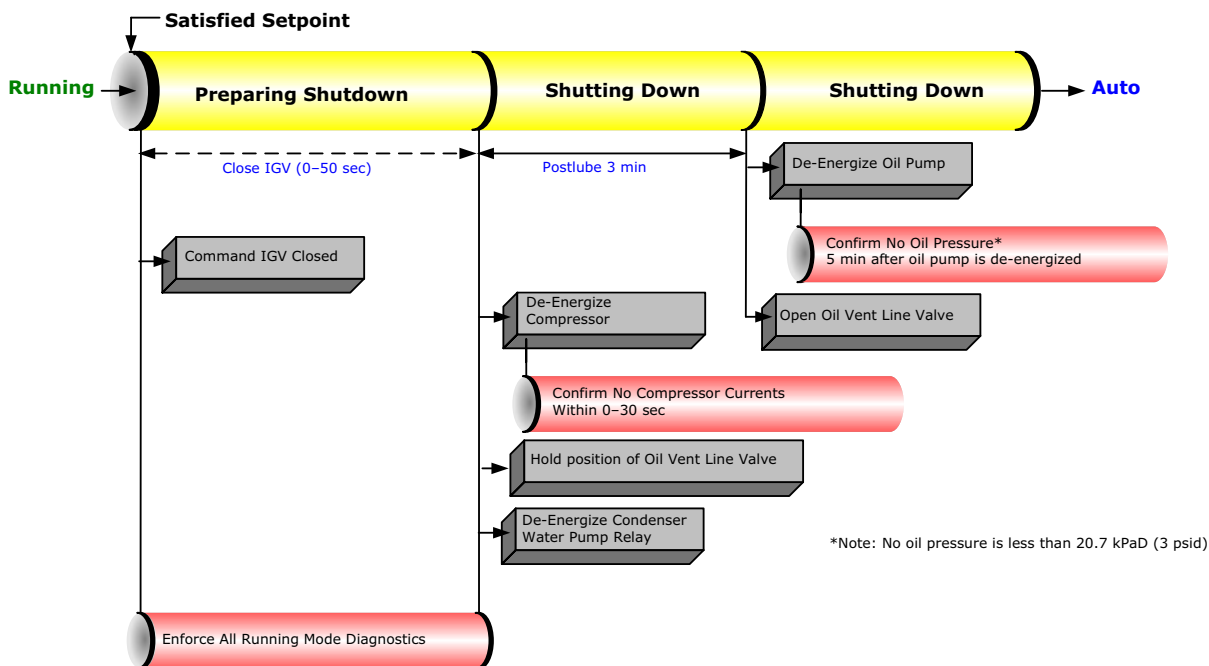 Satisfied Setpoint
Running
Preparing Shutdown
Shutting Down
Shutting Down
Auto
Close IGV (0–50 sec)
Postlube 3 min
De-Energize Oil Pump
Confirm No Oil Pressure*
5 min after oil pump is de-energized
Command IGV Closed
De-Energize
Compressor
Open Oil Vent Line Valve
Confirm No Compressor Currents
Within 0–30 sec
Hold position of Oil Vent Line Valve
De-Energize Condenser
Water Pump Relay
*Note: No oil pressure is less than 20.7 kPaD (3 psid)
Enforce All Running Mode Diagnostics